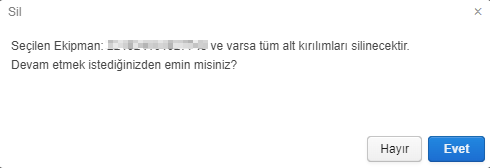 Sil
Seçilen Ekipman: ve varsa tüm alt kırılımları silinecektir.
Devam etmek istediğinizden emin misiniz?
Hayır
Evet